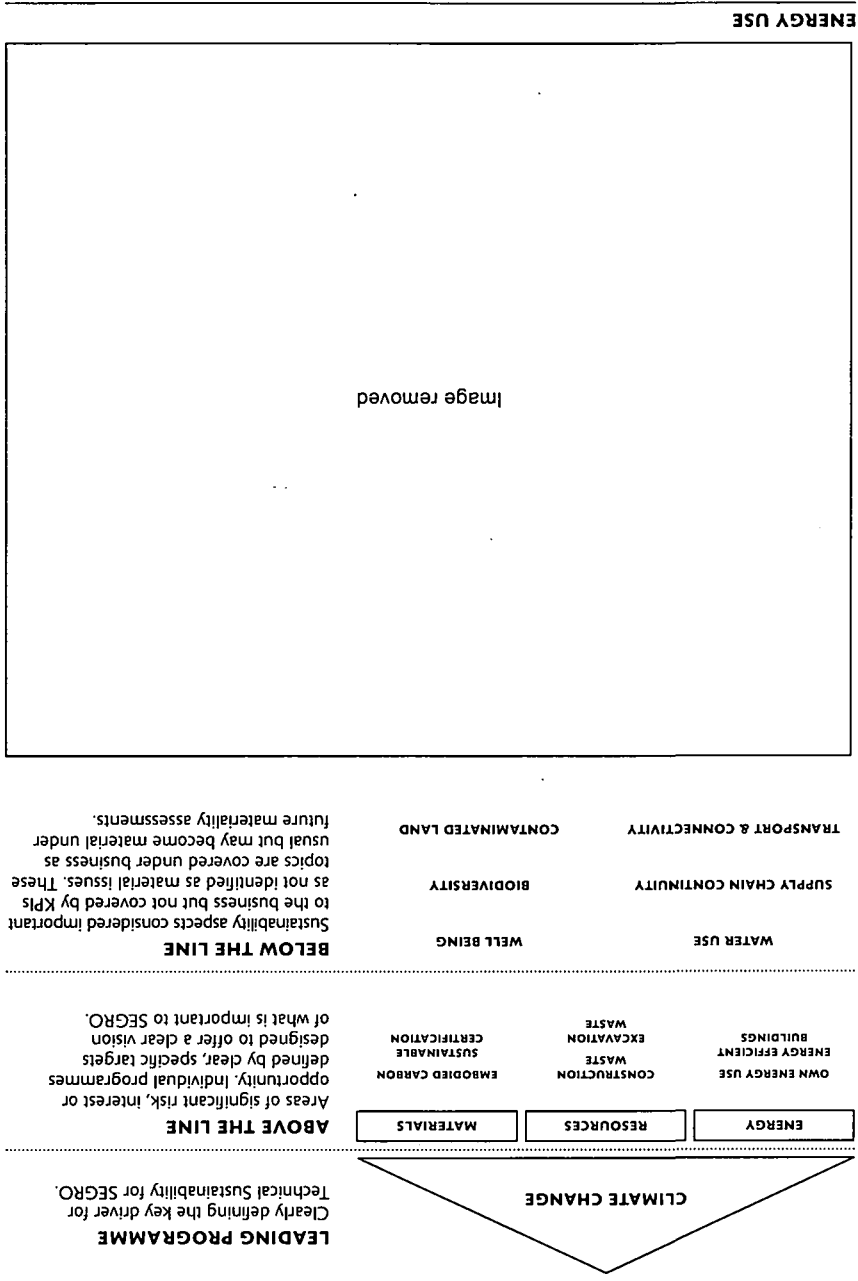 CLIMATE CHANGE
LEADING PROGRAMME
Clearly defining the key driver for
Technical Sustainability for SEGRO.
ENERGY
RESOURCES
MATERIALS
OWN ENERGY USE
ENERGY EFFICIENT
BUILDINGS
CONSTRUCTION
WASTE
EXCAVATION
WASTE
EMBODIED CARBON
SUSTAINABLE
CERTIFICATION
ABOVE THE LINE
Areas of significant risk, interest or
opportunity. Individual programmes
defined by clear, specific targets
designed to offer a clear vision
of what is important to SEGRO.
WATER USE
WELL BEING
SUPPLY CHAIN CONTINUITY
BIODIVERSITY
TRANSPORT & CONNECTIVITY
CONTAMINATED LAND
BELOW THE LINE
Sustainability aspects considered important
to the business but not covered by KPIs
as not identified as material issues. These
topics are covered under business as
usual but may become material under
future materiality assessments.
Image removed
ENERGY USE